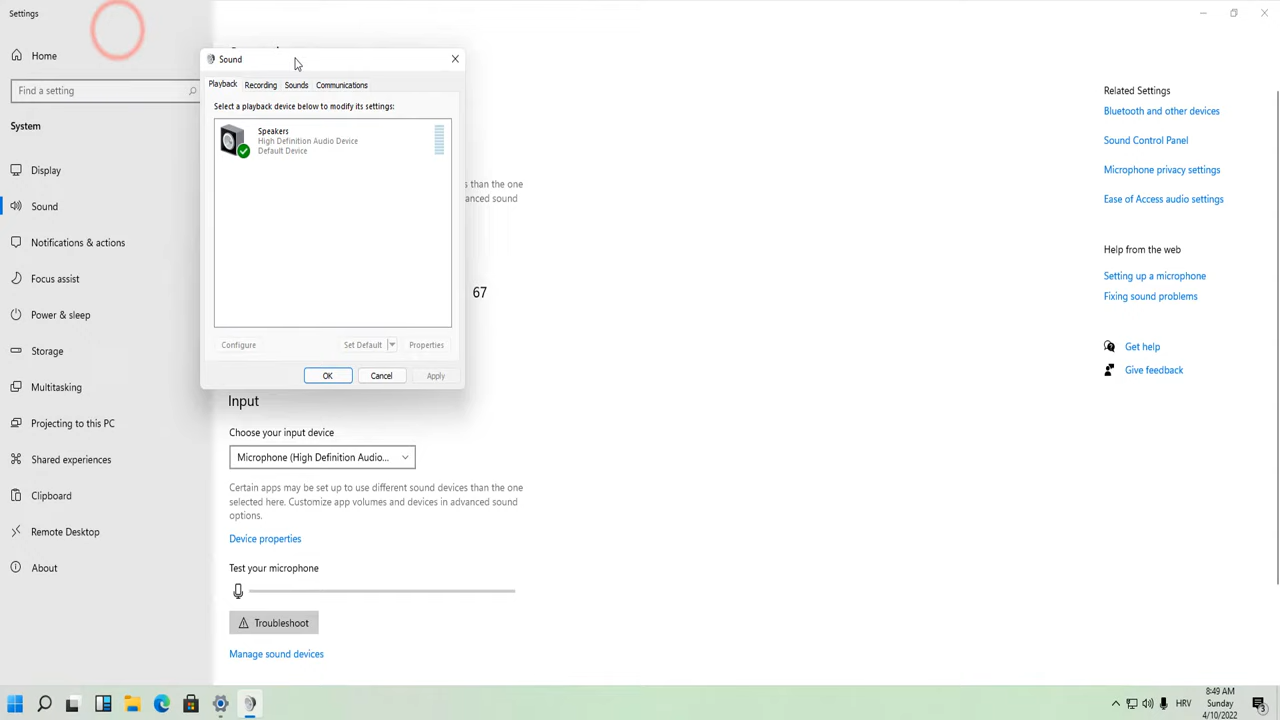 Settings
Home
Find a setting
System
Display
Sound
Notifications & actions
Focus assist
Power & sleep
Storage
Multitasking
Projecting to this PC
Shared experiences
Clipboard
Remote Desktop
About
Sound
Playback Recording Sounds Communications
Select a playback device below to modify its settings:
Speakers
High Definition Audio Device
Default Device
Configure Set Default Properties
OK Cancel Apply
s than the one
anced sound
67
Input
Choose your input device
Microphone (High Definition Audio...
Certain apps may be set up to use different sound devices than the one
selected here. Customize app volumes and devices in advanced sound
options.
Device properties
Test your microphone
Troubleshoot
Manage sound devices
Related Settings
Bluetooth and other devices
Sound Control Panel
Microphone privacy settings
Ease of Access audio settings
Help from the web
Setting up a microphone
Fixing sound problems
Get help
Give feedback
HRV
8:49 AM
Sunday
4/10/2022
3